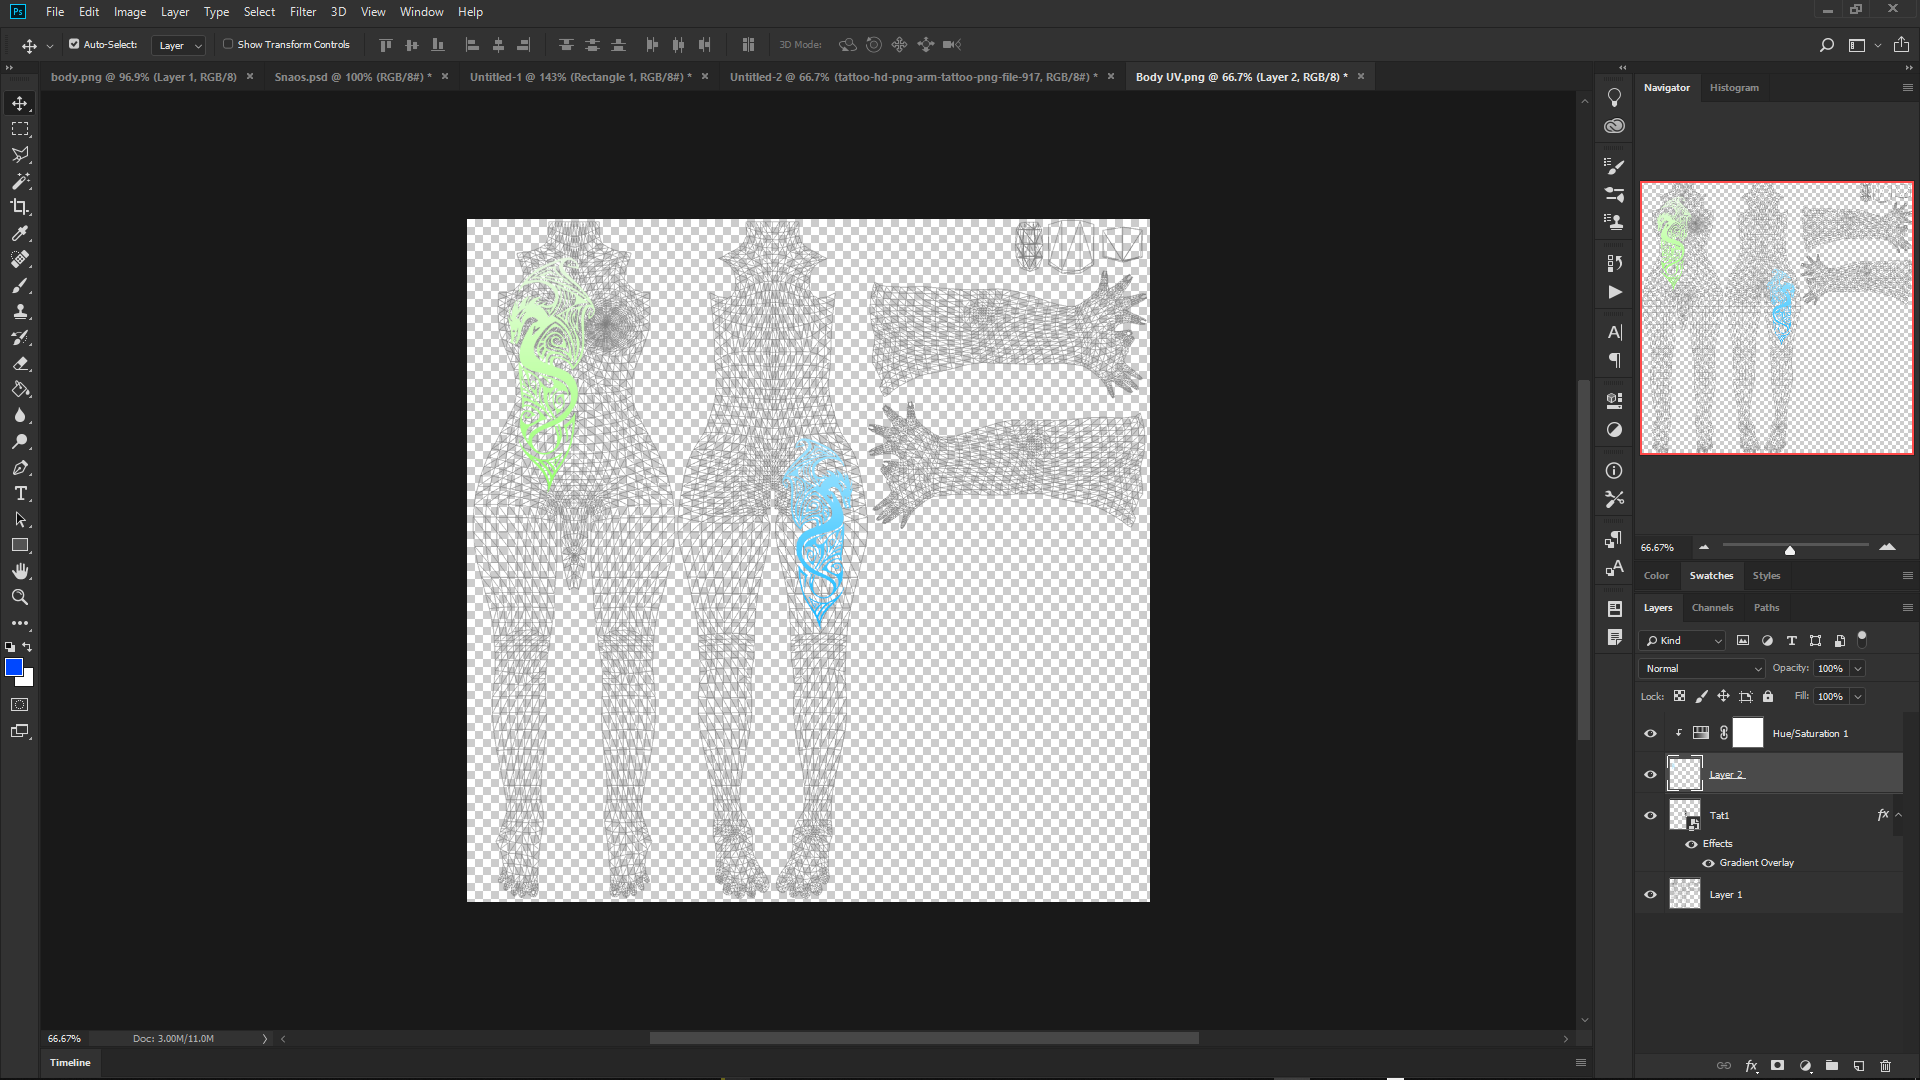 Ps File Edit Image Layer Type Select Filter 3D View Window Help
Auto-Select: Layer Show Transform Controls 3D Mode:
body.png @ 96.9% (Layer 1, RGB/8) × Snaos.psd @ 100% (RGB/8#) * × Untitled-1 @ 143% (Rectangle 1, RGB/8#) * × Untitled-2 @ 66.7% (tattoo-hd-png-arm-tattoo-png-file-917, RGB/8#) * × Body UV.png @ 66.7% (Layer 2, RGB/8) * ×
Navigator Histogram
66.67%
Color Swatches Styles
Layers Channels Paths
Kind
Normal Opacity: 100%
Lock: Fill: 100%
Hue/Saturation 1
Layer 2
Tat1 fx
Effects
Gradient Overlay
Layer 1
66.67% Doc: 3.00M/11.0M
Timeline